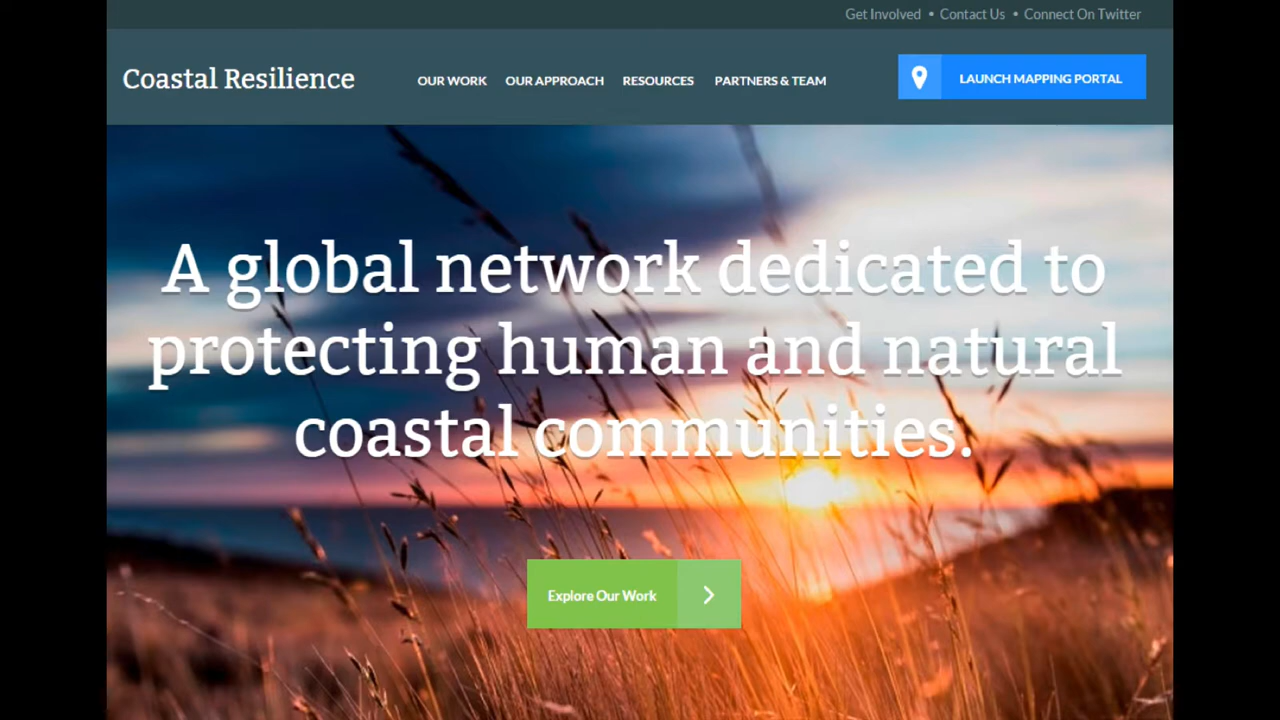 Get Involved • Contact Us • Connect On Twitter
Coastal Resilience
OUR WORK OUR APPROACH RESOURCES PARTNERS & TEAM
LAUNCH MAPPING PORTAL
A global network dedicated to
protecting human and natural
coastal communities.
Explore Our Work